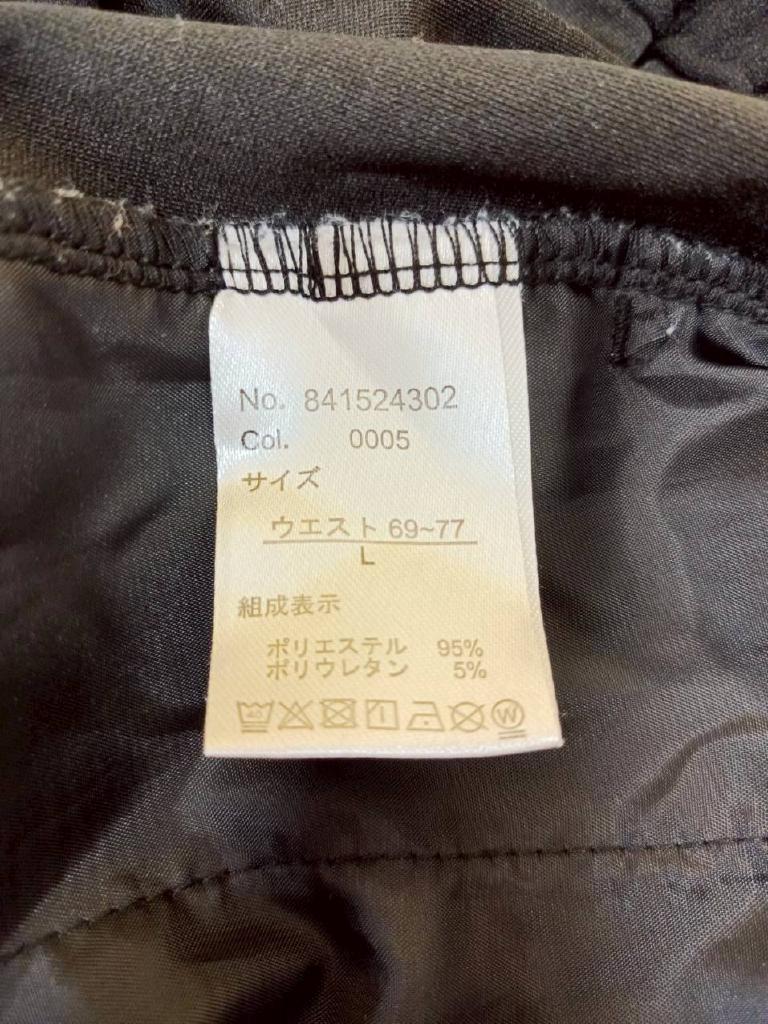 No. 841524302
Col. 0005
サイズ
ウエスト 69~77
L
組成表示
ポリエステル 95%
ポリウレタン 5%
40 W